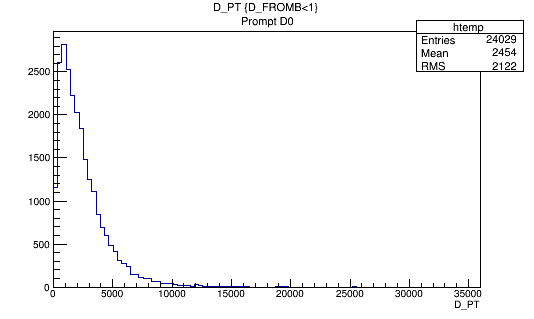 D_PT {D_FROMB<1}
Prompt D0
htemp
Entries 24029
Mean 2454
RMS 2122
2500
2000
1500
1000
500
0
0 5000 10000 15000 20000 25000 30000 35000
D_PT